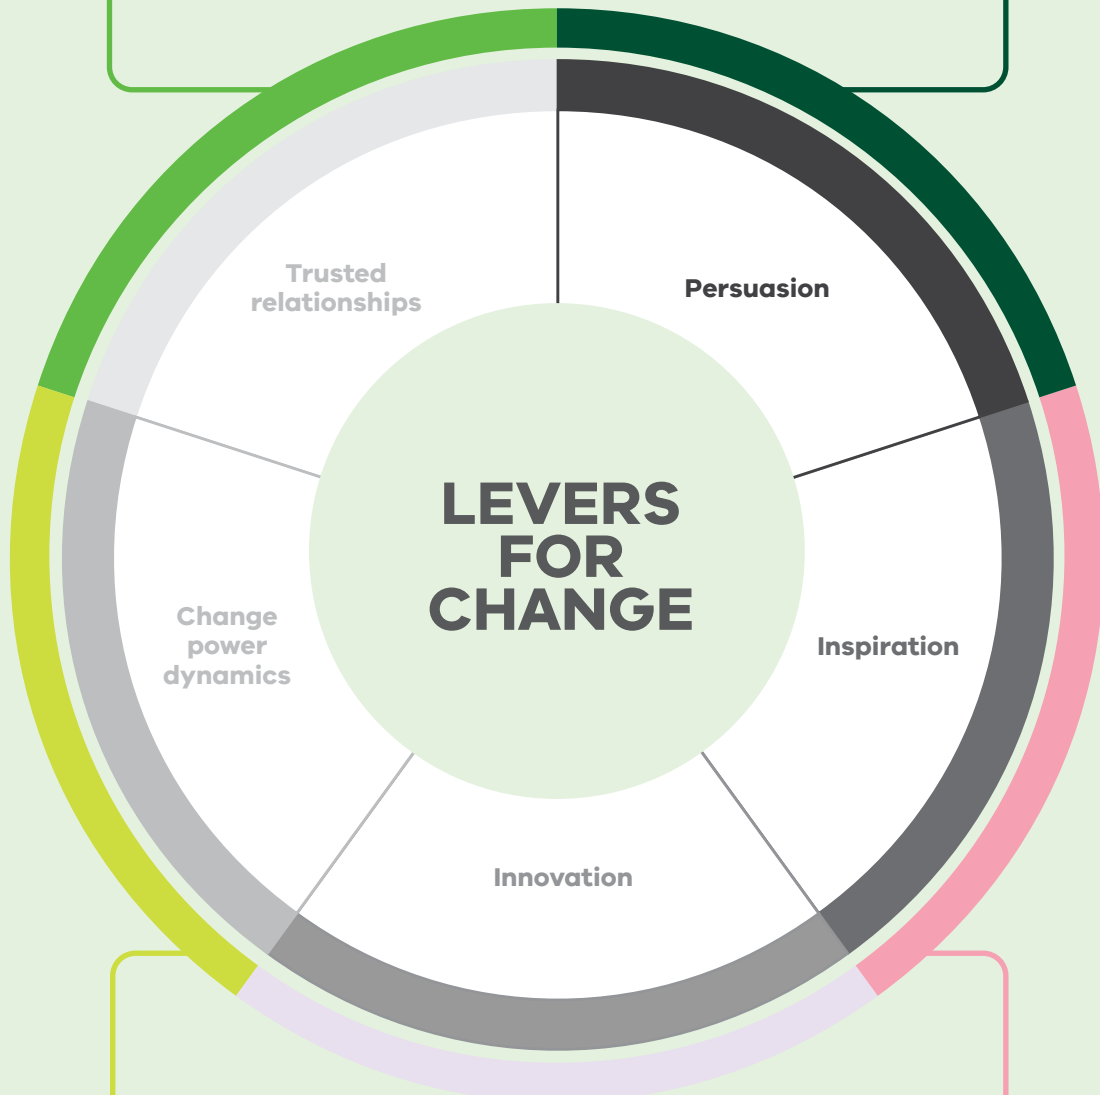 Trusted
relationships
Persuasion
LEVERS
FOR
CHANGE
Change
power
dynamics
Inspiration
Innovation